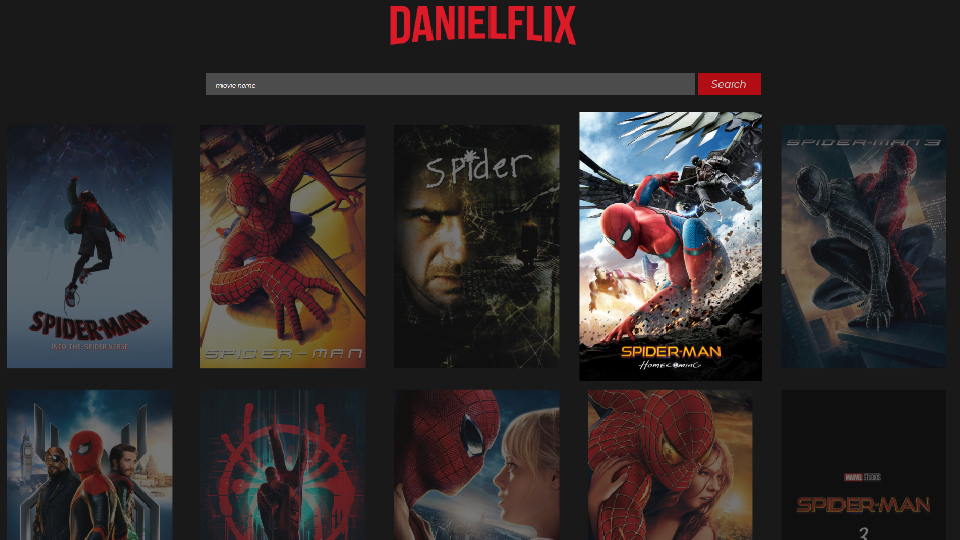 DANIELFLIX
movie name
Search
SPIDER-MAN
INTO THE SPIDER-VERSE
SPIDER-MAN
spider
SPIDER-MAN
HOMECOMING
SPIDER-MAN 3
MARVEL STUDIOS
SPIDER-MAN
3